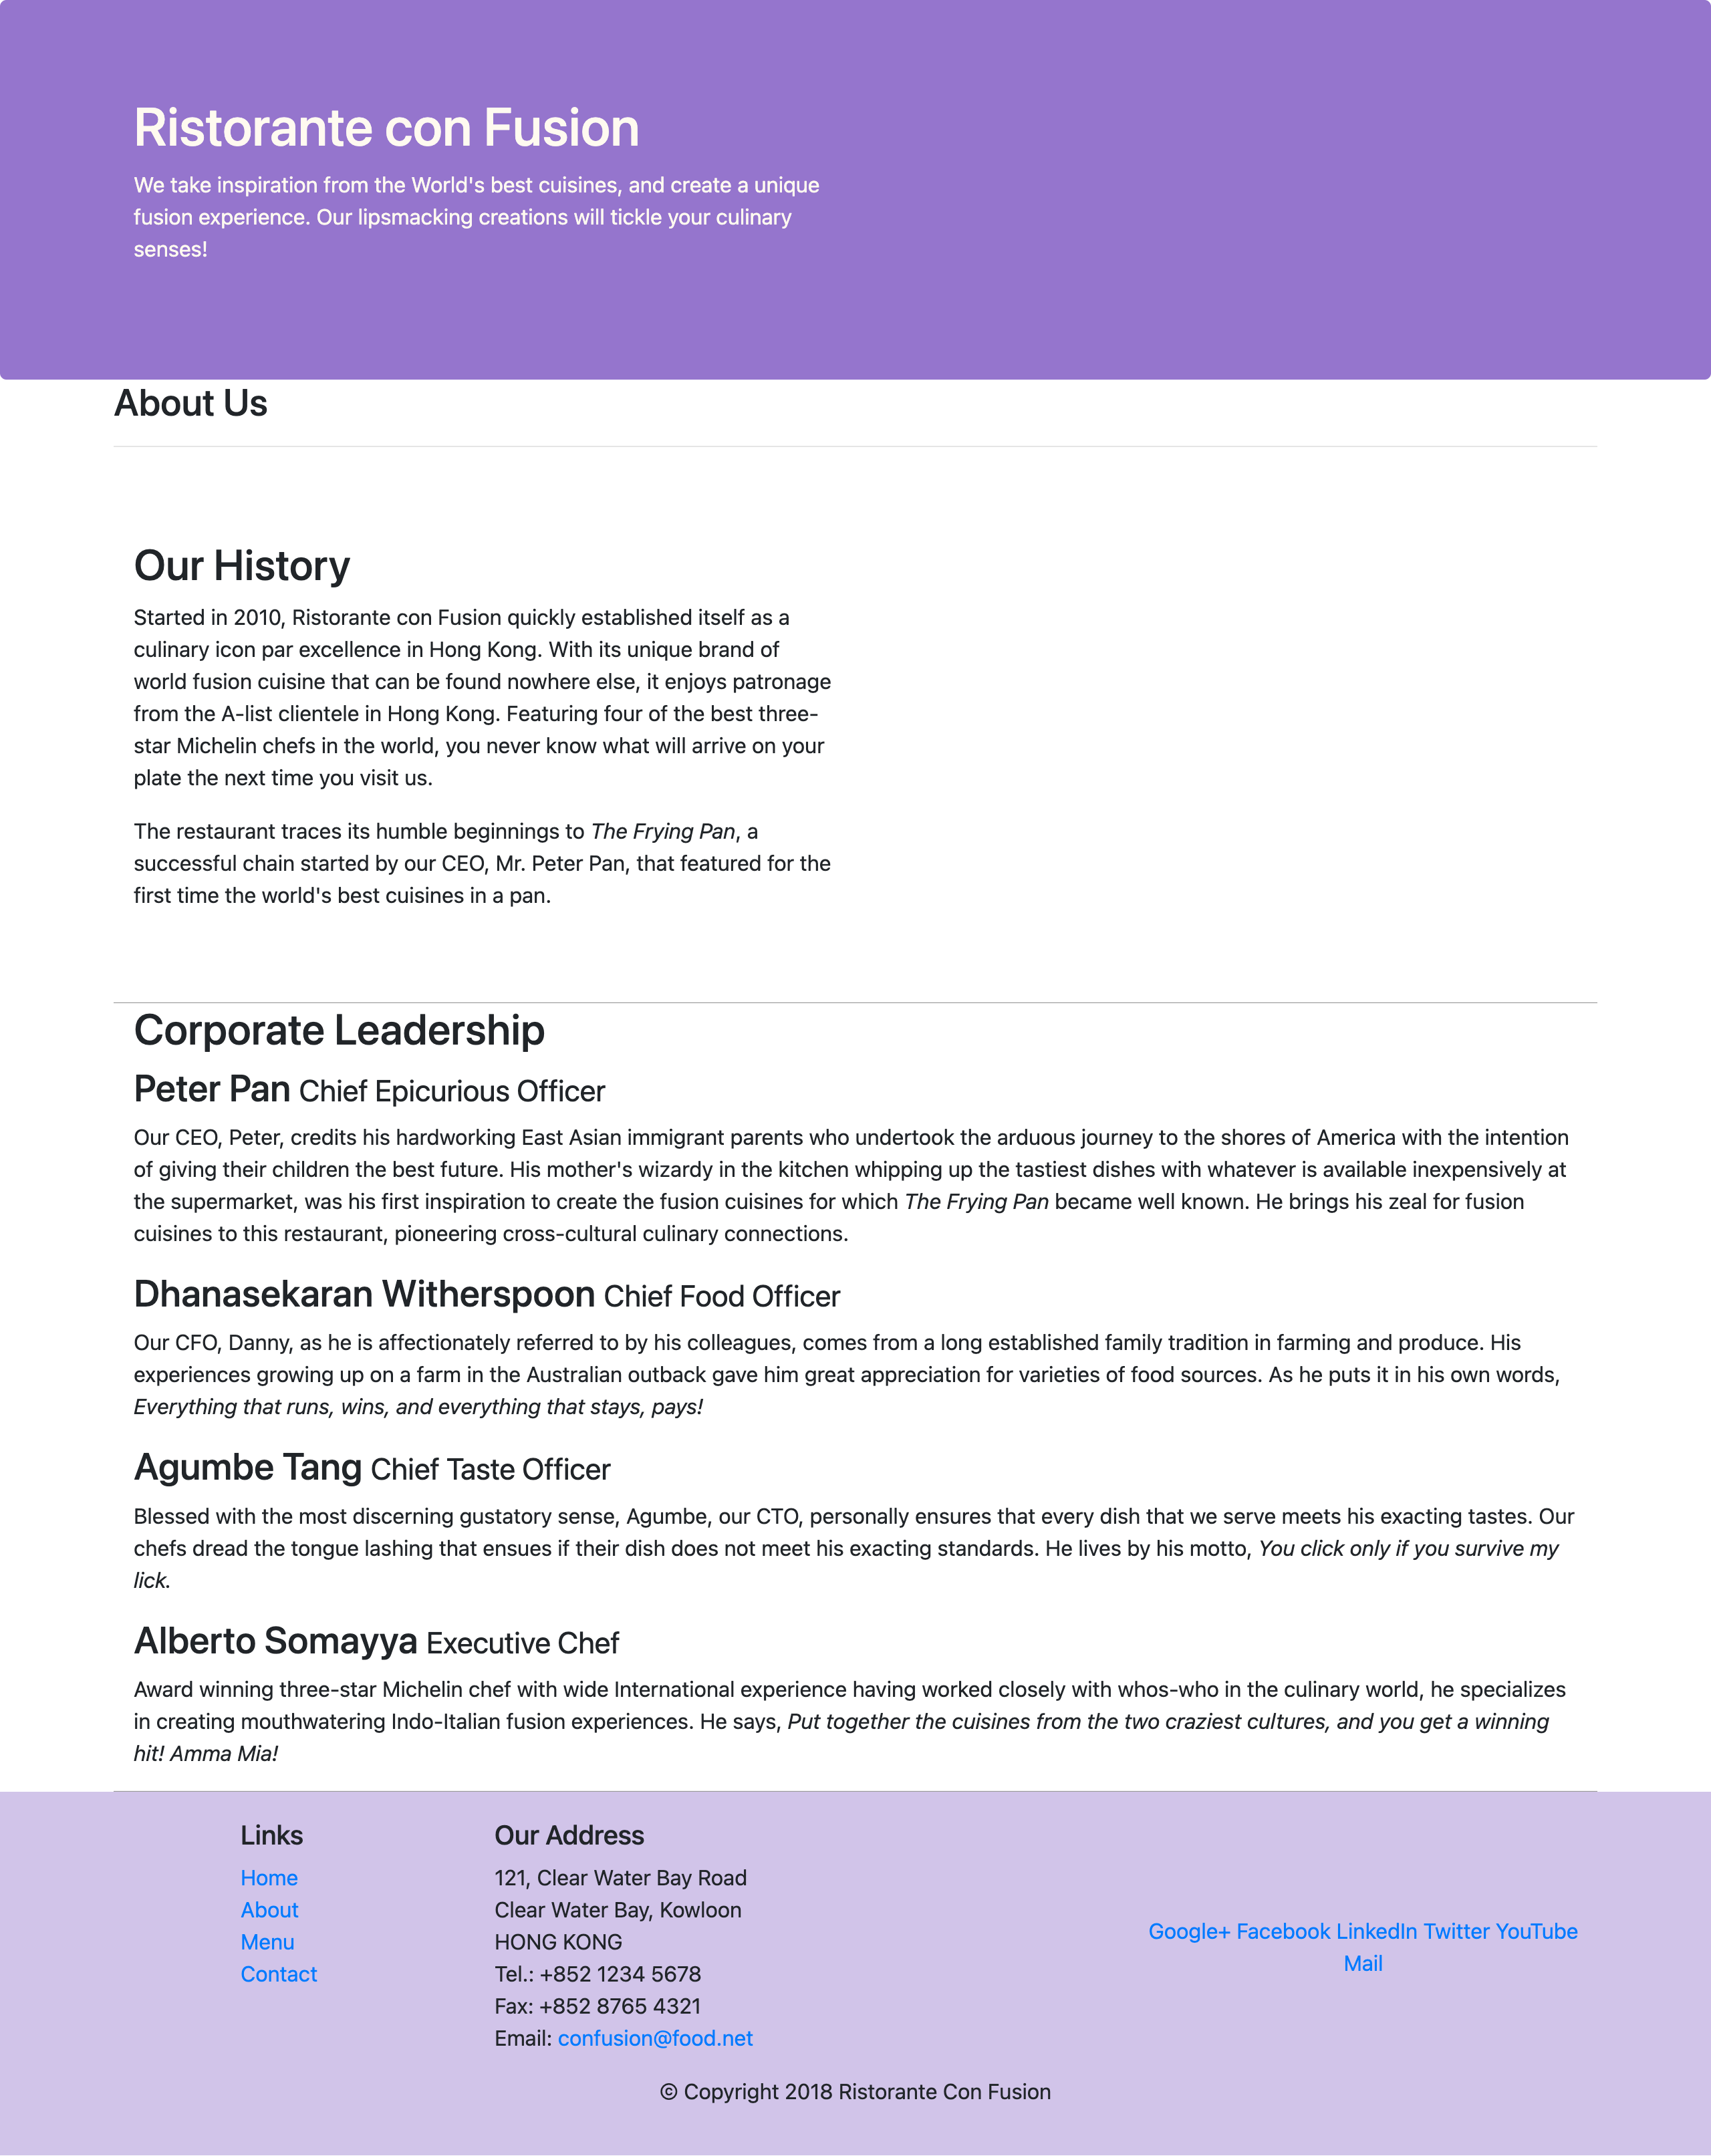 Ristorante con Fusion
We take inspiration from the World's best cuisines, and create a unique
fusion experience. Our lipsmacking creations will tickle your culinary
senses!
About Us
Our History
Started in 2010, Ristorante con Fusion quickly established itself as a
culinary icon par excellence in Hong Kong. With its unique brand of
world fusion cuisine that can be found nowhere else, it enjoys patronage
from the A-list clientele in Hong Kong. Featuring four of the best three-
star Michelin chefs in the world, you never know what will arrive on your
plate the next time you visit us.
The restaurant traces its humble beginnings to The Frying Pan, a
successful chain started by our CEO, Mr. Peter Pan, that featured for the
first time the world's best cuisines in a pan.
Corporate Leadership
Peter Pan Chief Epicurious Officer
Our CEO, Peter, credits his hardworking East Asian immigrant parents who undertook the arduous journey to the shores of America with the intention
of giving their children the best future. His mother's wizardy in the kitchen whipping up the tastiest dishes with whatever is available inexpensively at
the supermarket, was his first inspiration to create the fusion cuisines for which The Frying Pan became well known. He brings his zeal for fusion
cuisines to this restaurant, pioneering cross-cultural culinary connections.
Dhanasekaran Witherspoon Chief Food Officer
Our CFO, Danny, as he is affectionately referred to by his colleagues, comes from a long established family tradition in farming and produce. His
experiences growing up on a farm in the Australian outback gave him great appreciation for varieties of food sources. As he puts it in his own words,
Everything that runs, wins, and everything that stays, pays!
Agumbe Tang Chief Taste Officer
Blessed with the most discerning gustatory sense, Agumbe, our CTO, personally ensures that every dish that we serve meets his exacting tastes. Our
chefs dread the tongue lashing that ensues if their dish does not meet his exacting standards. He lives by his motto, You click only if you survive my
lick.
Alberto Somayya Executive Chef
Award winning three-star Michelin chef with wide International experience having worked closely with whos-who in the culinary world, he specializes
in creating mouthwatering Indo-Italian fusion experiences. He says, Put together the cuisines from the two craziest cultures, and you get a winning
hit! Amma Mia!
Links
Home
About
Menu
Contact
Our Address
121, Clear Water Bay Road
Clear Water Bay, Kowloon
HONG KONG
Tel.: +852 1234 5678
Fax: +852 8765 4321
Email: confusion@food.net
Google+ Facebook LinkedIn Twitter YouTube
Mail
© Copyright 2018 Ristorante Con Fusion